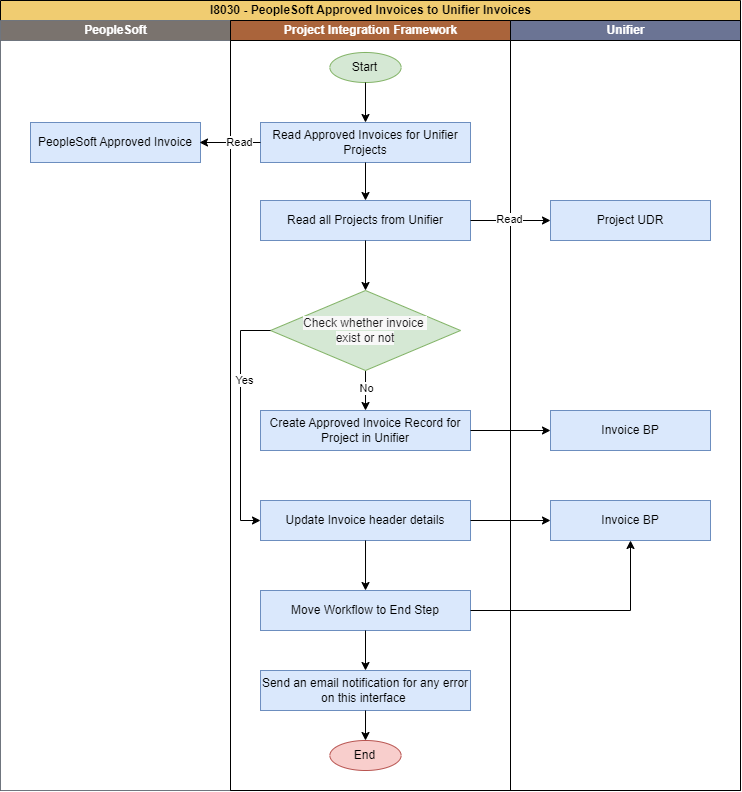 I8030 - PeopleSoft Approved Invoices to Unifier Invoices
PeopleSoft
Project Integration Framework
Unifier
Start
PeopleSoft Approved Invoice
Read
Read Approved Invoices for Unifier
Projects
Read all Projects from Unifier
Read
Project UDR
Check whether invoice
exist or not
Yes
No
Create Approved Invoice Record for
Project in Unifier
Invoice BP
Update Invoice header details
Invoice BP
Move Workflow to End Step
Send an email notification for any error
on this interface
End